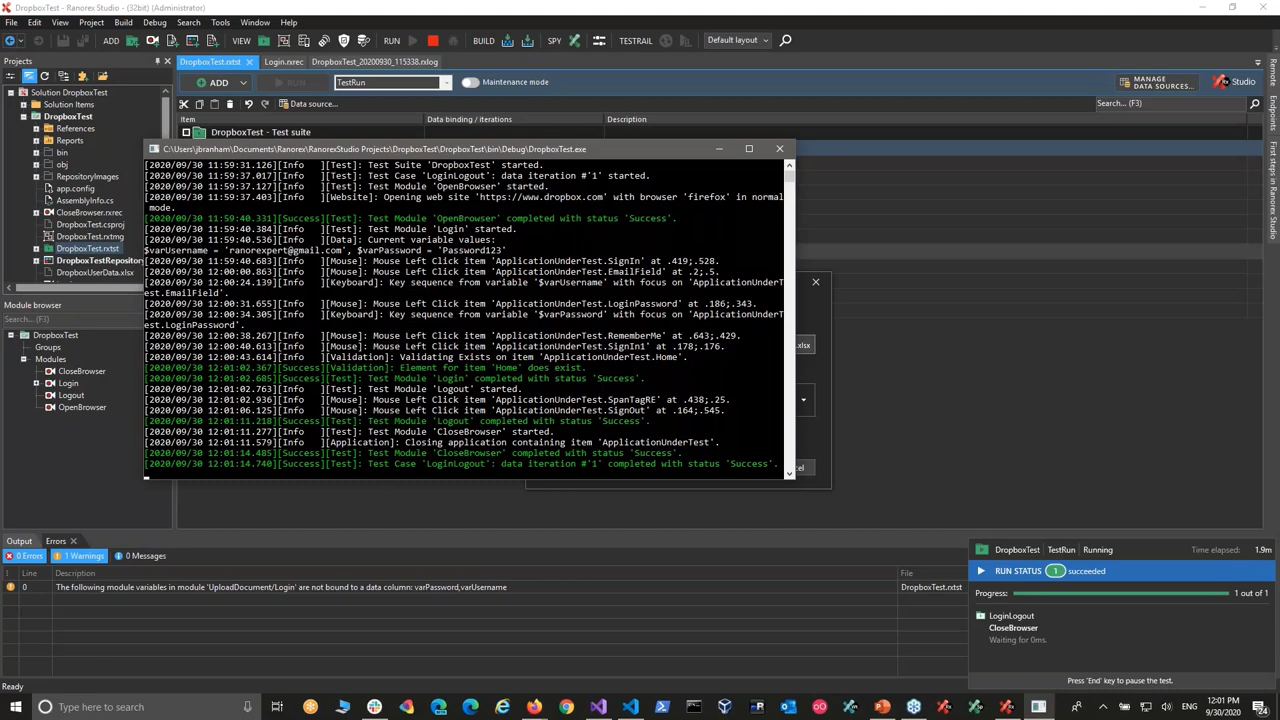 DropboxTest - Ranorex Studio - (32bit) (Administrator)
File Edit View Project Build Debug Search Tools Window Help
ADD VIEW RUN BUILD SPY TESTRAIL Default layout
Projects
DropboxTest.rxtst Login.rxrec DropboxTest_20200930_115338.rxlog
ADD RUN TestRun Maintenance mode MANAGE DATA SOURCES... Studio
Data source... Search... (F3)
Item Data binding / iterations Description
DropboxTest - Test suite
Solution DropboxTest
Solution Items
DropboxTest
References
Reports
bin
obj
RepositoryImages
app.config
AssemblyInfo.cs
CloseBrowser.rxrec
DropboxTest.csproj
DropboxTest.rxtmg
DropboxTest.rxtst
DropboxTestRepository
DropboxUserData.xlsx
Module browser
Search... (F3)
DropboxTest
Groups
Modules
CloseBrowser
Login
Logout
OpenBrowser
C:\Users\jbranham\Documents\Ranorex\RanorexStudio Projects\DropboxTest\DropboxTest\bin\Debug\DropboxTest.exe
[2020/09/30 11:59:31.126][Info   ][Test]: Test Suite 'DropboxTest' started.
[2020/09/30 11:59:37.017][Info   ][Test]: Test Case 'LoginLogout': data iteration #'1' started.
[2020/09/30 11:59:37.127][Info   ][Test]: Test Module 'OpenBrowser' started.
[2020/09/30 11:59:37.403][Info   ][Website]: Opening web site 'https://www.dropbox.com' with browser 'firefox' in normal
mode.
[2020/09/30 11:59:40.331][Success][Test]: Test Module 'OpenBrowser' completed with status 'Success'.
[2020/09/30 11:59:40.384][Info   ][Test]: Test Module 'Login' started.
[2020/09/30 11:59:40.536][Info   ][Data]: Current variable values:
$varUsername = 'ranorexpert@gmail.com', $varPassword = 'Password123'
[2020/09/30 11:59:40.683][Info   ][Mouse]: Mouse Left Click item 'ApplicationUnderTest.SignIn' at .419;.528.
[2020/09/30 12:00:00.863][Info   ][Mouse]: Mouse Left Click item 'ApplicationUnderTest.EmailField' at .2;.5.
[2020/09/30 12:00:24.139][Info   ][Keyboard]: Key sequence from variable '$varUsername' with focus on 'ApplicationUnderT
est.EmailField'.
[2020/09/30 12:00:31.655][Info   ][Mouse]: Mouse Left Click item 'ApplicationUnderTest.LoginPassword' at .186;.343.
[2020/09/30 12:00:34.305][Info   ][Keyboard]: Key sequence from variable '$varPassword' with focus on 'ApplicationUnderT
est.LoginPassword'.
[2020/09/30 12:00:38.267][Info   ][Mouse]: Mouse Left Click item 'ApplicationUnderTest.RememberMe' at .643;.429.
[2020/09/30 12:00:40.613][Info   ][Mouse]: Mouse Left Click item 'ApplicationUnderTest.SignIn1' at .178;.176.
[2020/09/30 12:00:43.614][Info   ][Validation]: Validating Exists on item 'ApplicationUnderTest.Home'.
[2020/09/30 12:01:02.367][Success][Validation]: Element for item 'Home' does exist.
[2020/09/30 12:01:02.685][Success][Test]: Test Module 'Login' completed with status 'Success'.
[2020/09/30 12:01:02.763][Info   ][Test]: Test Module 'Logout' started.
[2020/09/30 12:01:02.936][Info   ][Mouse]: Mouse Left Click item 'ApplicationUnderTest.SpanTagRE' at .438;.25.
[2020/09/30 12:01:06.125][Info   ][Mouse]: Mouse Left Click item 'ApplicationUnderTest.SignOut' at .164;.545.
[2020/09/30 12:01:11.218][Success][Test]: Test Module 'Logout' completed with status 'Success'.
[2020/09/30 12:01:11.277][Info   ][Test]: Test Module 'CloseBrowser' started.
[2020/09/30 12:01:11.579][Info   ][Application]: Closing application containing item 'ApplicationUnderTest'.
[2020/09/30 12:01:14.485][Success][Test]: Test Module 'CloseBrowser' completed with status 'Success'.
[2020/09/30 12:01:14.740][Success][Test]: Test Case 'LoginLogout': data iteration #'1' completed with status 'Success'.
.xlsx
cel
Remote
Endpoints
First steps in Ranorex Studio
Output Errors
0 Errors 1 Warnings 0 Messages
! Line Description File
0 The following module variables in module 'UploadDocument/Login' are not bound to a data column: varPassword,varUsername DropboxTest.rxtst
DropboxTest TestRun Running Time elapsed: 1.9m
RUN STATUS 1 succeeded
Progress: 1 out of 1
LoginLogout
CloseBrowser
Waiting for 0ms.
Press 'End' key to pause the test.
Ready
Type here to search
ENG
12:01 PM
9/30/2020
24